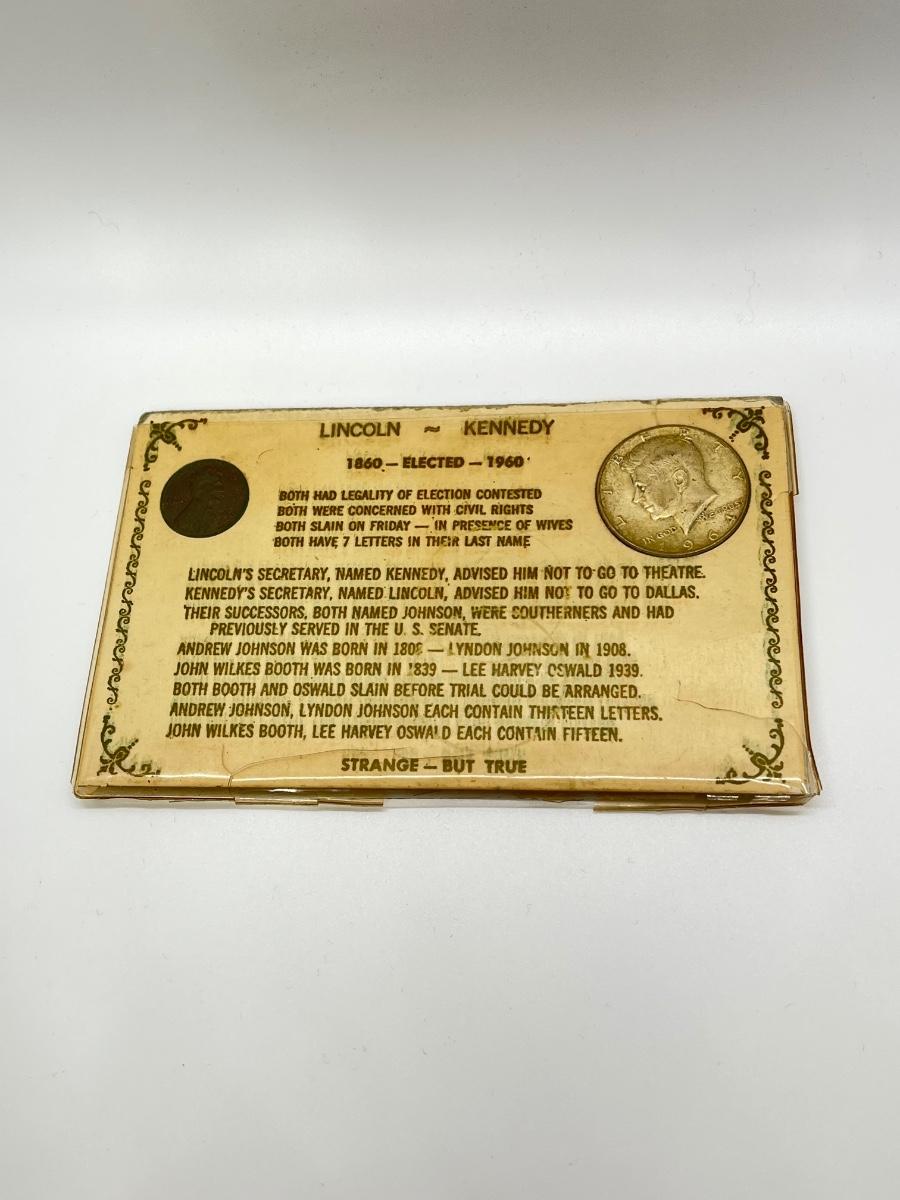 LINCOLN ~ KENNEDY
1860 – ELECTED – 1960
BOTH HAD LEGALITY OF ELECTION CONTESTED
BOTH WERE CONCERNED WITH CIVIL RIGHTS
BOTH SLAIN ON FRIDAY — IN PRESENCE OF WIVES
BOTH HAVE 7 LETTERS IN THEIR LAST NAME
LIBERTY
IN GOD WE TRUST
1964
LINCOLN'S SECRETARY, NAMED KENNEDY, ADVISED HIM NOT TO GO TO THEATRE.
KENNEDY'S SECRETARY, NAMED LINCOLN, ADVISED HIM NOT TO GO TO DALLAS.
THEIR SUCCESSORS, BOTH NAMED JOHNSON, WERE SOUTHERNERS AND HAD
PREVIOUSLY SERVED IN THE U. S. SENATE.
ANDREW JOHNSON WAS BORN IN 1808 — LYNDON JOHNSON IN 1908.
JOHN WILKES BOOTH WAS BORN IN 1839 — LEE HARVEY OSWALD 1939.
BOTH BOOTH AND OSWALD SLAIN BEFORE TRIAL COULD BE ARRANGED.
ANDREW JOHNSON, LYNDON JOHNSON EACH CONTAIN THIRTEEN LETTERS.
JOHN WILKES BOOTH, LEE HARVEY OSWALD EACH CONTAIN FIFTEEN.
STRANGE – BUT TRUE